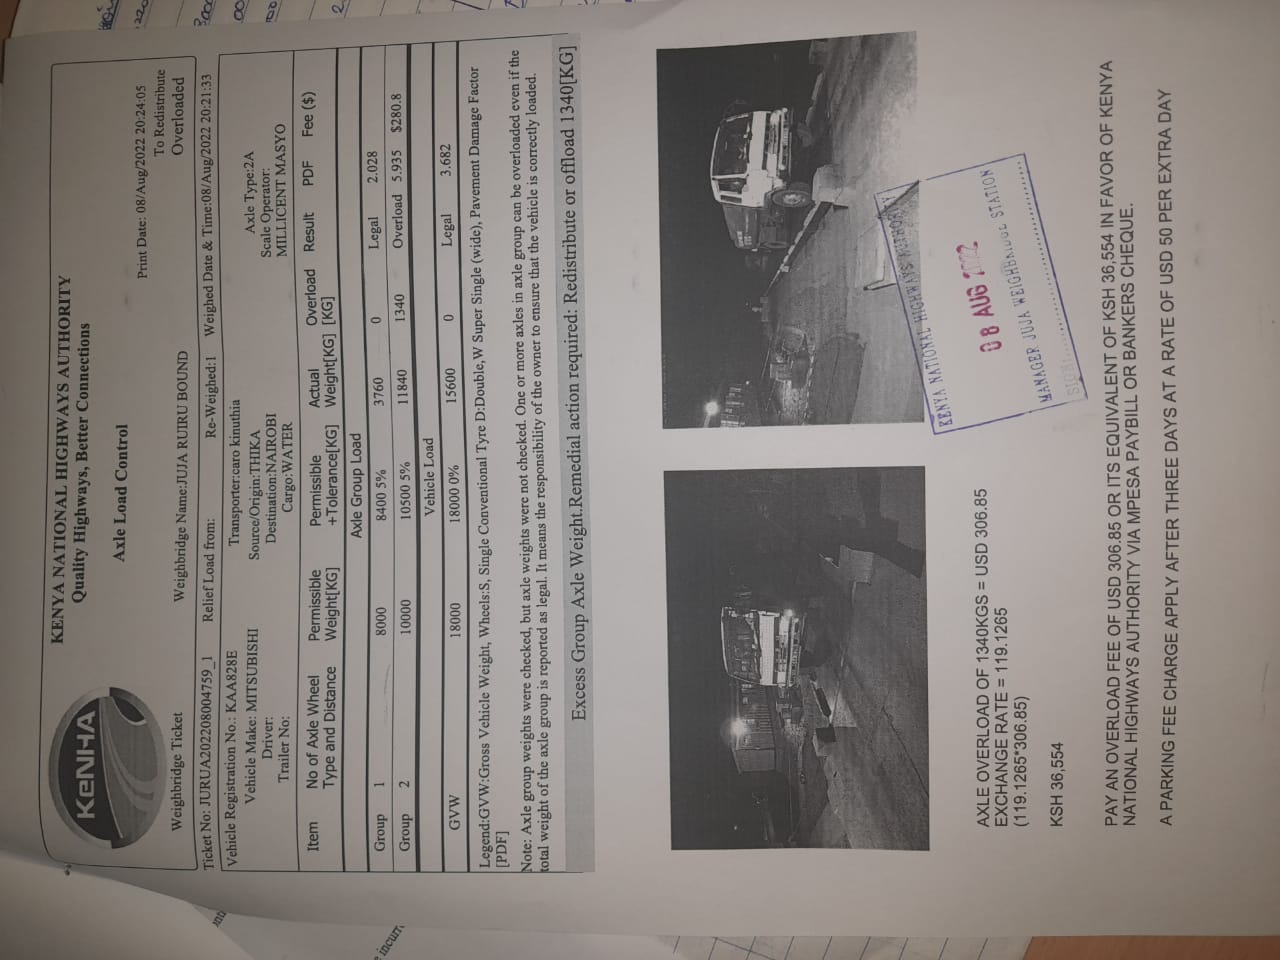 KeNHA
KENYA NATIONAL HIGHWAYS AUTHORITY
Quality Highways, Better Connections
Axle Load Control
Print Date: 08/Aug/2022 20:24:05
To Redistribute
Weighbridge Ticket Weighbridge Name:JUJA RUIRU BOUND Overloaded
Ticket No: JURUA202208004759_1 Relief Load from: Re-Weighed:1 Weighed Date & Time:08/Aug/2022 20:21:33
Vehicle Registration No.: KAA828E Transporter:caro kinuthia
Vehicle Make: MITSUBISHI Source/Origin:THIKA Axle Type:2A
Driver: Destination:NAIROBI Scale Operator:
Trailer No: Cargo:WATER MILLICENT MASYO
Item No of Axle Wheel Permissible Permissible Actual Overload Result PDF Fee ($)
Type and Distance Weight[KG] +Tolerance[KG] Weight[KG] [KG]
Axle Group Load
Group 1 8000 8400 5% 3760 0 Legal 2.028
Group 2 10000 10500 5% 11840 1340 Overload 5.935 $280.8
Vehicle Load
GVW 18000 18000 0% 15600 0 Legal 3.682
Legend:GVW:Gross Vehicle Weight, Wheels:S, Single Conventional Tyre D:Double,W Super Single (wide), Pavement Damage Factor
[PDF]
Note: Axle group weights were checked, but axle weights were not checked. One or more axles in axle group can be overloaded even if the
total weight of the axle group is reported as legal. It means the responsibility of the owner to ensure that the vehicle is correctly loaded.
Excess Group Axle Weight.Remedial action required: Redistribute or offload 1340[KG]
KENYA NATIONAL HIGHWAYS AUTHORITY
08 AUG 2022
MANAGER JUJA WEIGHBRIDGE STATION
SIGN:
AXLE OVERLOAD OF 1340KGS = USD 306.85
EXCHANGE RATE = 119.1265
(119.1265*306.85)
KSH 36,554
PAY AN OVERLOAD FEE OF USD 306.85 OR ITS EQUIVALENT OF KSH 36,554 IN FAVOR OF KENYA
NATIONAL HIGHWAYS AUTHORITY VIA MPESA PAYBILL OR BANKERS CHEQUE.
A PARKING FEE CHARGE APPLY AFTER THREE DAYS AT A RATE OF USD 50 PER EXTRA DAY